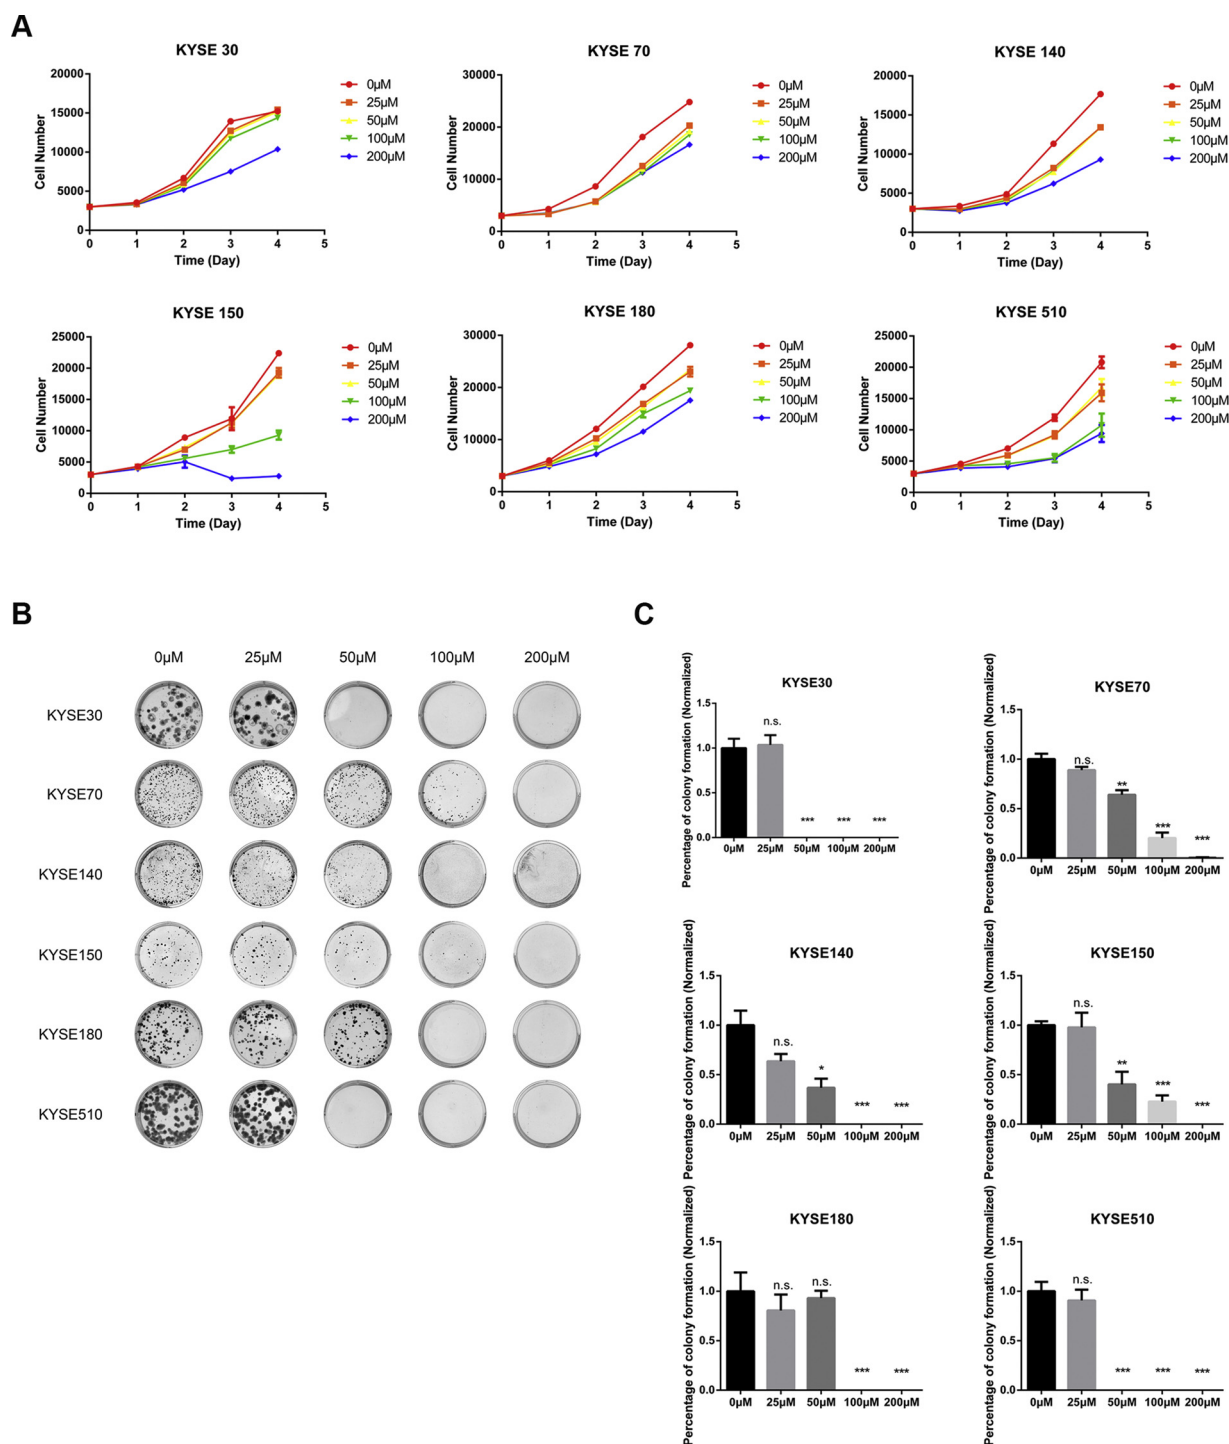 A
KYSE 30
20000
15000
10000
5000
0
0 1 2 3 4 5
Cell Number
Time (Day)
0µM
25µM
50µM
100µM
200µM
KYSE 70
30000
20000
10000
0
0 1 2 3 4 5
Cell Number
Time (Day)
0µM
25µM
50µM
100µM
200µM
KYSE 140
20000
15000
10000
5000
0
0 1 2 3 4 5
Cell Number
Time (Day)
0µM
25µM
50µM
100µM
200µM
KYSE 150
25000
20000
15000
10000
5000
0
0 1 2 3 4 5
Cell Number
Time (Day)
0µM
25µM
50µM
100µM
200µM
KYSE 180
30000
20000
10000
0
0 1 2 3 4 5
Cell Number
Time (Day)
0µM
25µM
50µM
100µM
200µM
KYSE 510
25000
20000
15000
10000
5000
0
0 1 2 3 4 5
Cell Number
Time (Day)
0µM
25µM
50µM
100µM
200µM
B
0µM 25µM 50µM 100µM 200µM
KYSE30
KYSE70
KYSE140
KYSE150
KYSE180
KYSE510
C
KYSE30
Percentage of colony formation (Normalized)
1.5
1.0
0.5
0.0
n.s.
*** *** ***
0µM 25µM 50µM 100µM 200µM
KYSE70
Percentage of colony formation (Normalized)
1.5
1.0
0.5
0.0
n.s.
**
*** ***
0µM 25µM 50µM 100µM 200µM
KYSE140
Percentage of colony formation (Normalized)
1.5
1.0
0.5
0.0
n.s.
*
*** ***
0µM 25µM 50µM 100µM 200µM
KYSE150
Percentage of colony formation (Normalized)
1.5
1.0
0.5
0.0
n.s.
**
*** ***
0µM 25µM 50µM 100µM 200µM
KYSE180
Percentage of colony formation (Normalized)
1.5
1.0
0.5
0.0
n.s. n.s.
*** ***
0µM 25µM 50µM 100µM 200µM
KYSE510
Percentage of colony formation (Normalized)
1.5
1.0
0.5
0.0
n.s.
*** *** ***
0µM 25µM 50µM 100µM 200µM